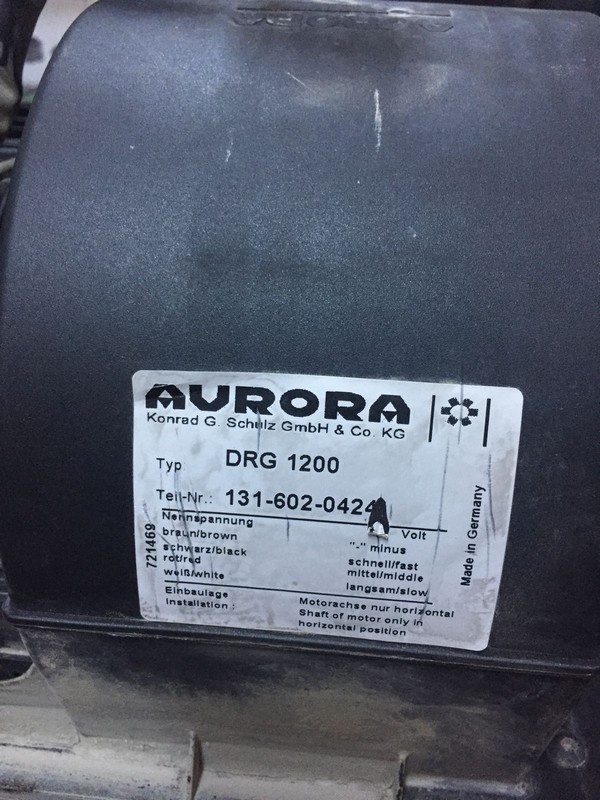 AURORA
AURORA
Konrad G. Schulz GmbH & Co. KG
Typ DRG 1200
Teil-Nr.: 131-602-0424
Nennspannung Volt
braun/brown "-" minus
schwarz/black schnell/fast
rot/red mittel/middle
weiß/white langsam/slow
Einbaulage Motorachse nur horizontal
Installation : Shaft of motor only in
horizontal position
721469
Made in Germany